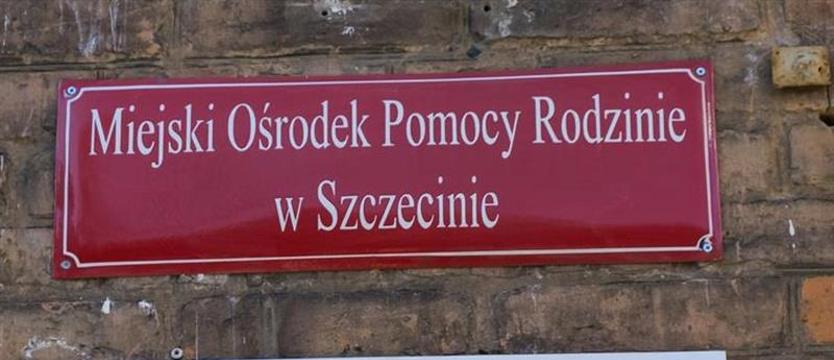 Miejski Ośrodek Pomocy Rodzinie
w Szczecinie